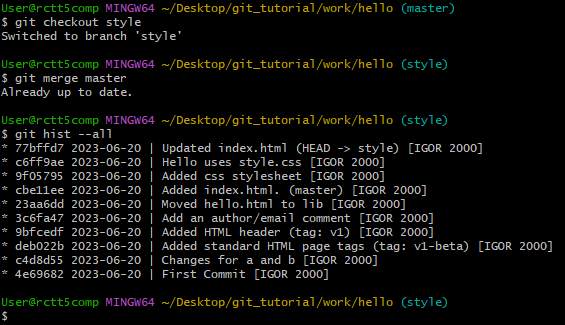 User@rctt5comp MINGW64 ~/Desktop/git_tutorial/work/hello (master)
$ git checkout style
Switched to branch 'style'
User@rctt5comp MINGW64 ~/Desktop/git_tutorial/work/hello (style)
$ git merge master
Already up to date.
User@rctt5comp MINGW64 ~/Desktop/git_tutorial/work/hello (style)
$ git hist --all
* 77bffd7 2023-06-20 | Updated index.html (HEAD -> style) [IGOR 2000]
* c6ff9ae 2023-06-20 | Hello uses style.css [IGOR 2000]
* 9f05795 2023-06-20 | Added css stylesheet [IGOR 2000]
* cbe11ee 2023-06-20 | Added index.html. (master) [IGOR 2000]
* 23aa6dd 2023-06-20 | Moved hello.html to lib [IGOR 2000]
* 3c6fa47 2023-06-20 | Add an author/email comment [IGOR 2000]
* 9bfcedf 2023-06-20 | Added HTML header (tag: v1) [IGOR 2000]
* deb022b 2023-06-20 | Added standard HTML page tags (tag: v1-beta) [IGOR 2000]
* c4d8d55 2023-06-20 | Changes for a and b [IGOR 2000]
* 4e69682 2023-06-20 | First Commit [IGOR 2000]
User@rctt5comp MINGW64 ~/Desktop/git_tutorial/work/hello (style)
$